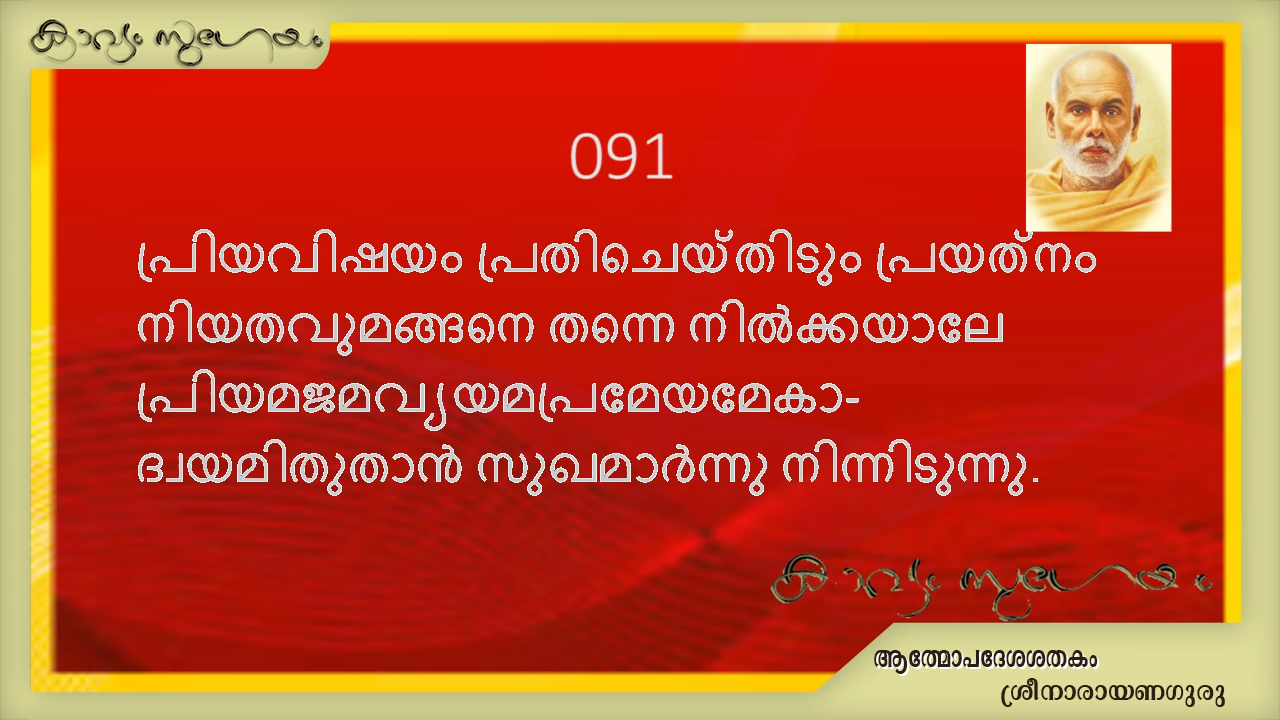 കാവ്യം സുഗേയം
091
പ്രിയവിഷയം പ്രതിചെയ്തിടും പ്രയത്നം
നിയതവുമങ്ങനെ തന്നെ നിൽക്കയാലേ
പ്രിയമജമവ്യയമപ്രമേയമേകാ-
ദ്വയമിതുതാൻ സുഖമാർന്നു നിന്നിടുന്നു.
കാവ്യം സുഗേയം
ആത്മോപദേശശതകം
ശ്രീനാരായണഗുരു